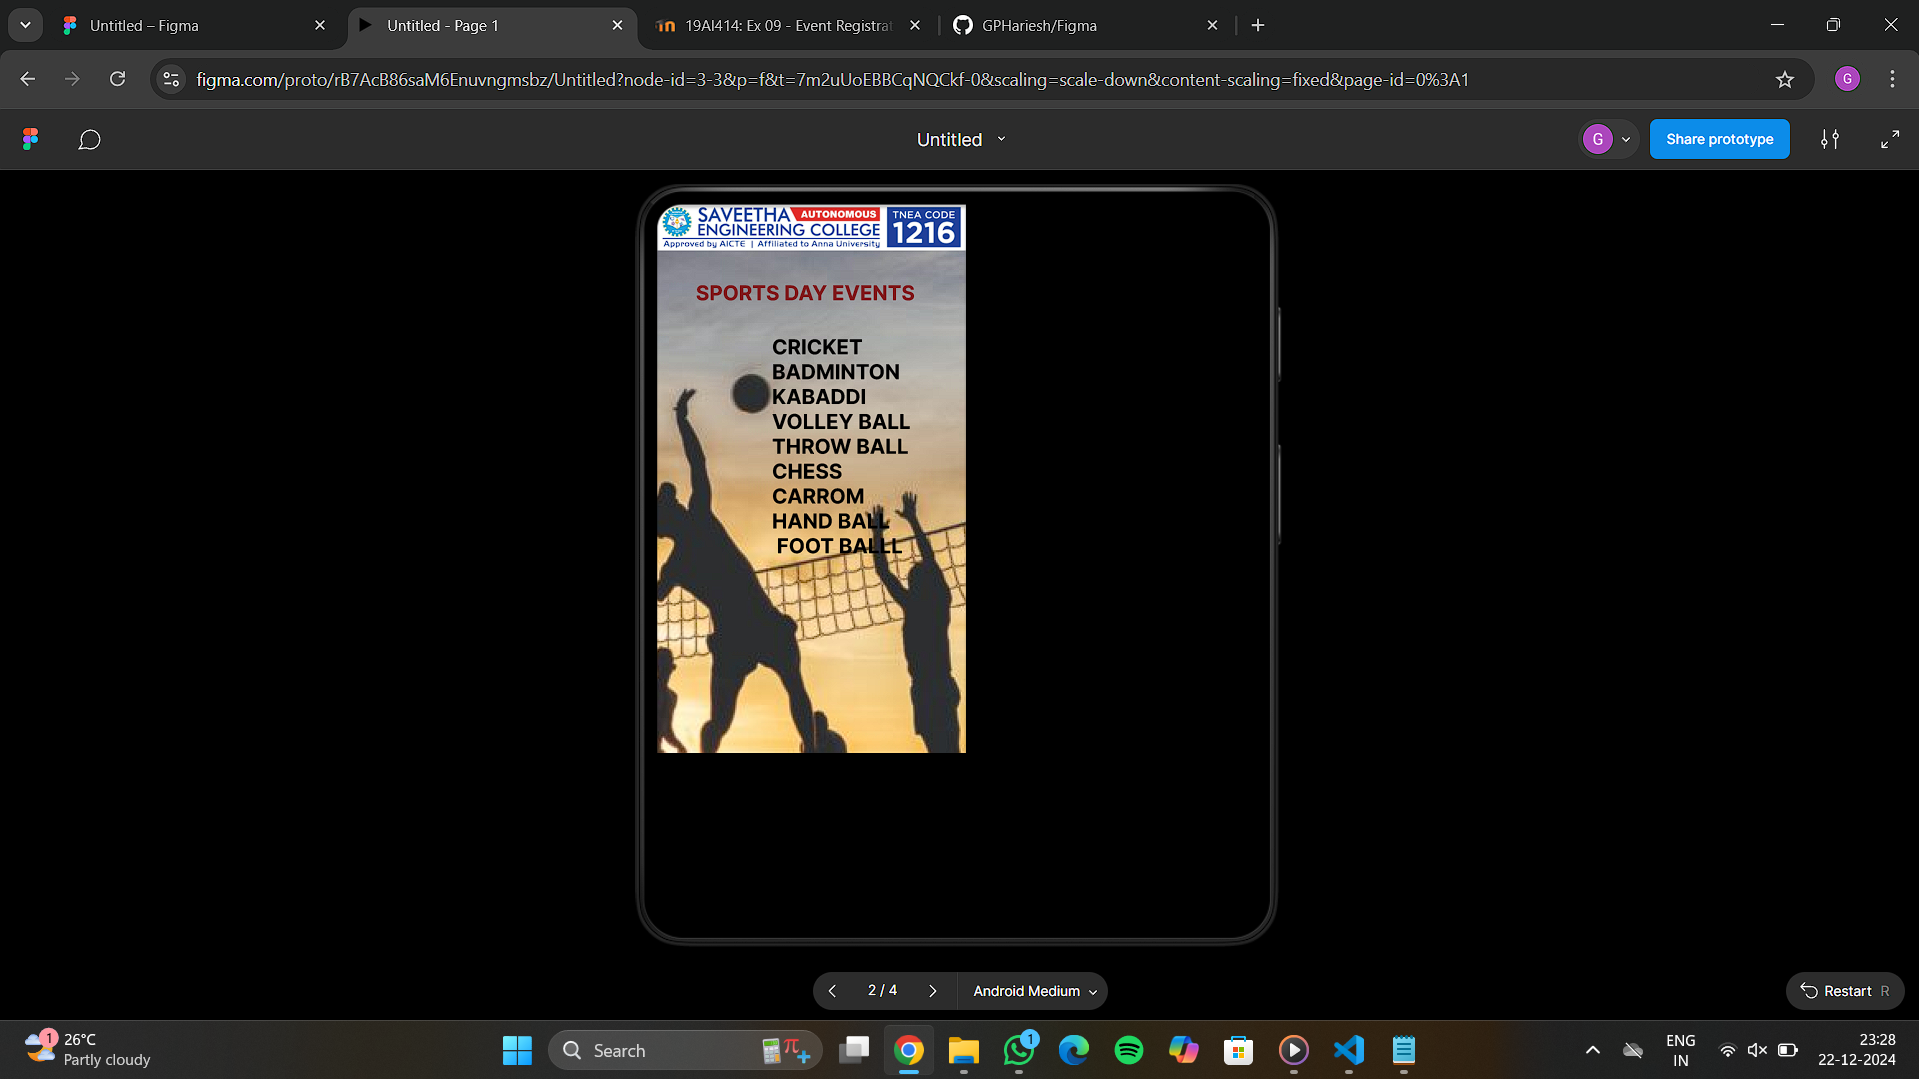 Untitled – Figma
Untitled - Page 1
19AI414: Ex 09 - Event Registrat
GPHariesh/Figma
figma.com/proto/rB7AcB86saM6Enuvngmsbz/Untitled?node-id=3-3&p=f&t=7m2uUoEBBCqNQCkf-0&scaling=scale-down&content-scaling=fixed&page-id=0%3A1
G
Untitled
G
Share prototype
SAVEETHA AUTONOMOUS
ENGINEERING COLLEGE
Approved by AICTE | Affiliated to Anna University
TNEA CODE
1216
SPORTS DAY EVENTS
CRICKET
BADMINTON
KABADDI
VOLLEY BALL
THROW BALL
CHESS
CARROM
HAND BALL
FOOT BALLL
2 / 4
Android Medium
Restart R
1
26°C
Partly cloudy
Search
1
ENG
IN
23:28
22-12-2024